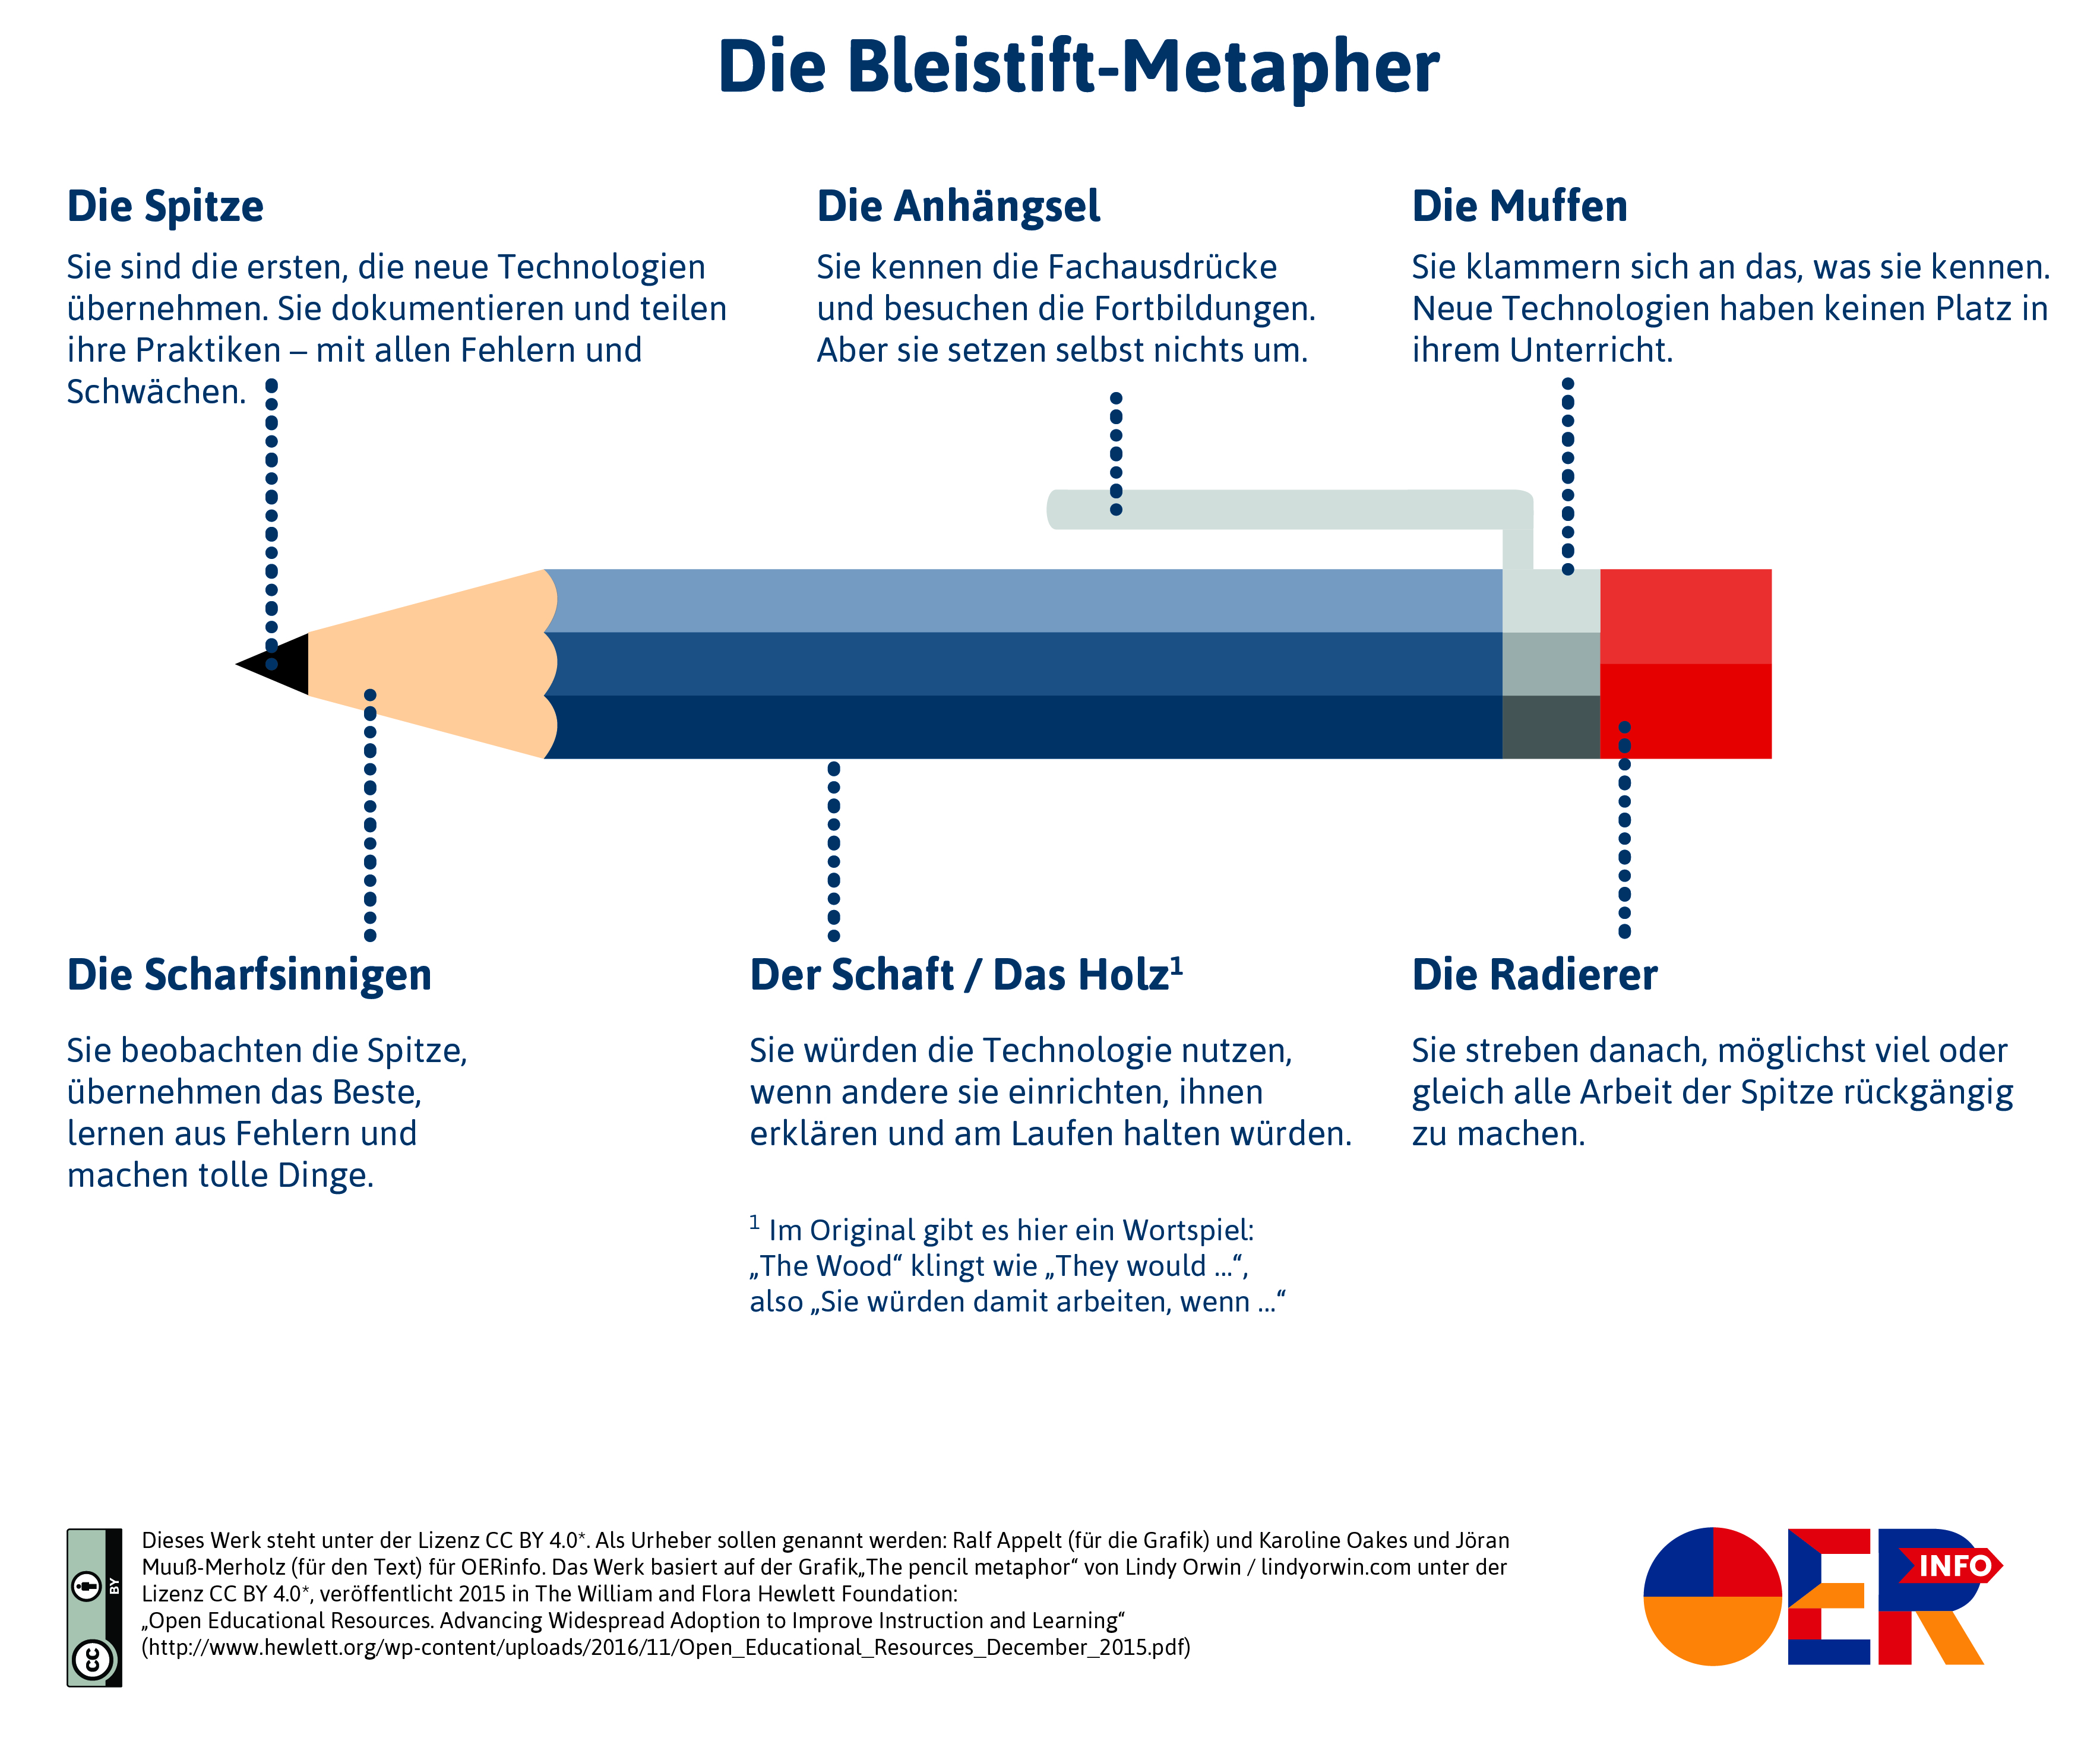 Die Bleistift-Metapher
Die Spitze
Sie sind die ersten, die neue Technologien
übernehmen. Sie dokumentieren und teilen
ihre Praktiken – mit allen Fehlern und
Schwächen.
Die Anhängsel
Sie kennen die Fachausdrücke
und besuchen die Fortbildungen.
Aber sie setzen selbst nichts um.
Die Muffen
Sie klammern sich an das, was sie kennen.
Neue Technologien haben keinen Platz in
ihrem Unterricht.
Die Scharfsinnigen
Sie beobachten die Spitze,
übernehmen das Beste,
lernen aus Fehlern und
machen tolle Dinge.
Der Schaft / Das Holz¹
Sie würden die Technologie nutzen,
wenn andere sie einrichten, ihnen
erklären und am Laufen halten würden.
¹ Im Original gibt es hier ein Wortspiel:
„The Wood“ klingt wie „They would ...“,
also „Sie würden damit arbeiten, wenn ...“
Die Radierer
Sie streben danach, möglichst viel oder
gleich alle Arbeit der Spitze rückgängig
zu machen.
BY
cc
Dieses Werk steht unter der Lizenz CC BY 4.0*. Als Urheber sollen genannt werden: Ralf Appelt (für die Grafik) und Karoline Oakes und Jöran
Muuß-Merholz (für den Text) für OERinfo. Das Werk basiert auf der Grafik„The pencil metaphor“ von Lindy Orwin / lindyorwin.com unter der
Lizenz CC BY 4.0*, veröffentlicht 2015 in The William and Flora Hewlett Foundation:
„Open Educational Resources. Advancing Widespread Adoption to Improve Instruction and Learning“
(http://www.hewlett.org/wp-content/uploads/2016/11/Open_Educational_Resources_December_2015.pdf)
OER INFO